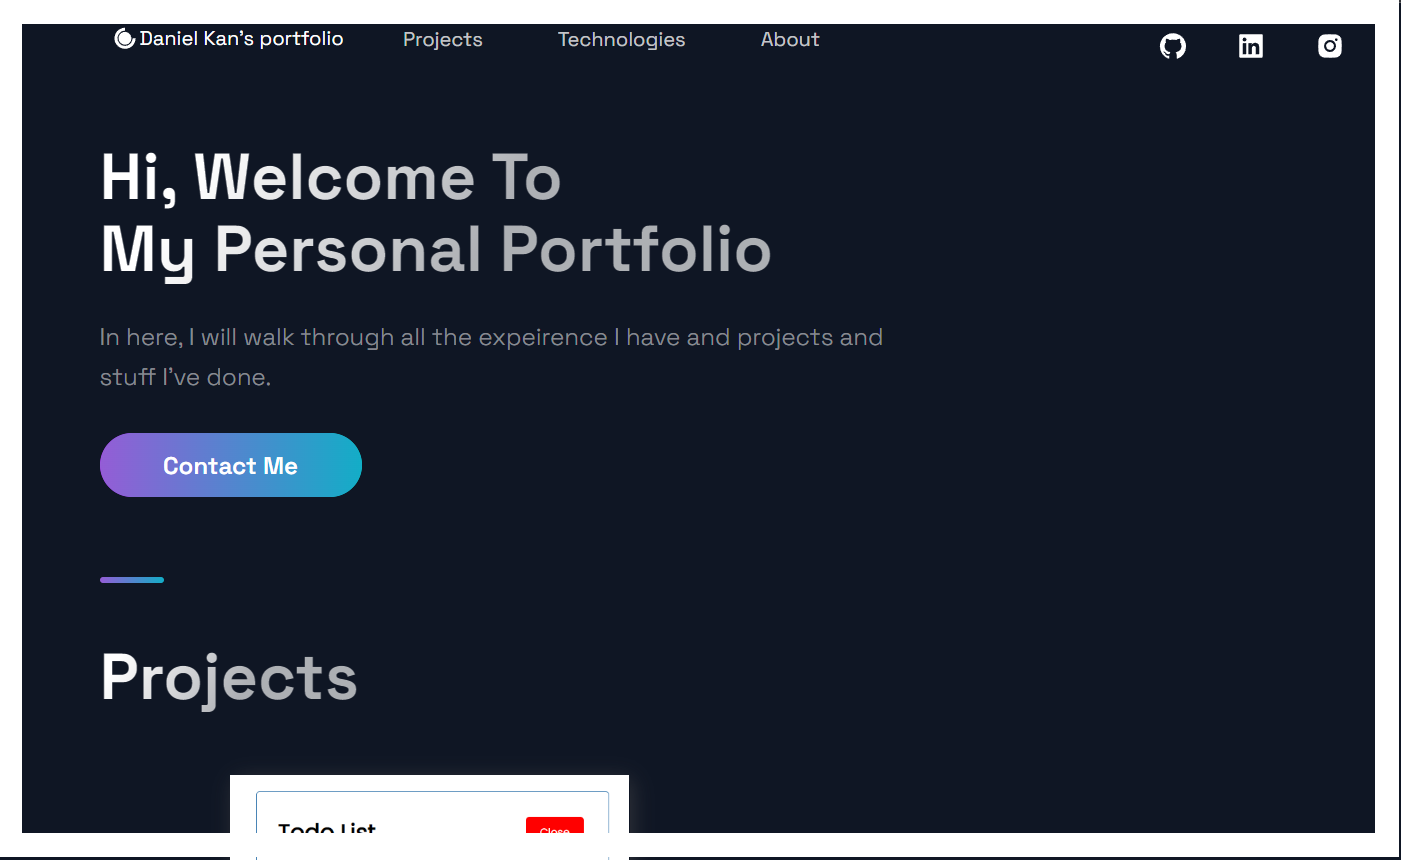 Daniel Kan's portfolio Projects Technologies About
Hi, Welcome To
My Personal Portfolio
In here, I will walk through all the expeirence I have and projects and
stuff I've done.
Contact Me
Projects
Todo List Close